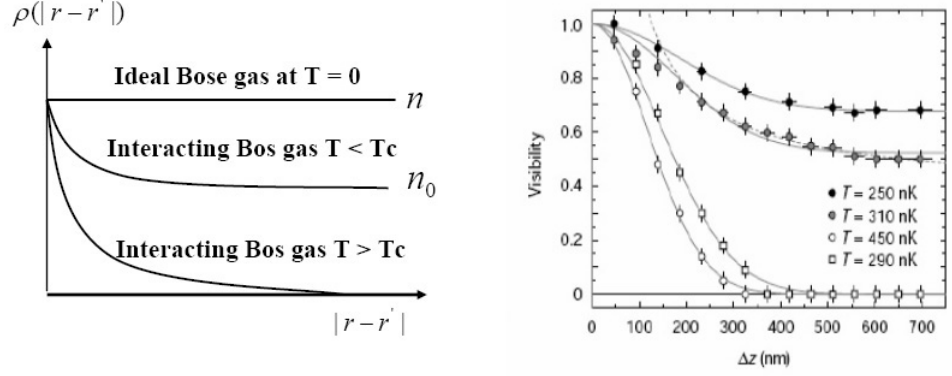 ρ(|r − r'|)
Ideal Bose gas at T = 0
n
Interacting Bos gas T < Tc
n₀
Interacting Bos gas T > Tc
|r − r'|
Visibility
1.0
0.8
0.6
0.4
0.2
0
T = 250 nK
T = 310 nK
T = 450 nK
T = 290 nK
0 100 200 300 400 500 600 700
Δz (nm)